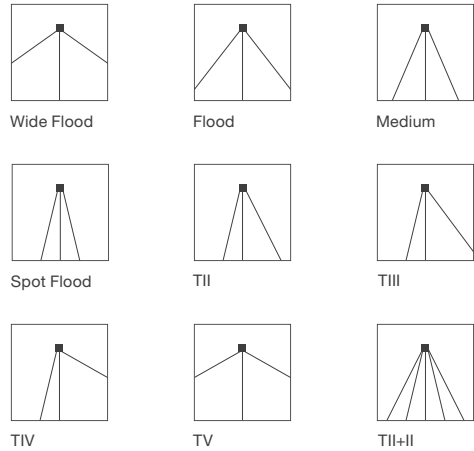 Wide Flood
Flood
Medium
Spot Flood
TII
TIII
TIV
TV
TII+II